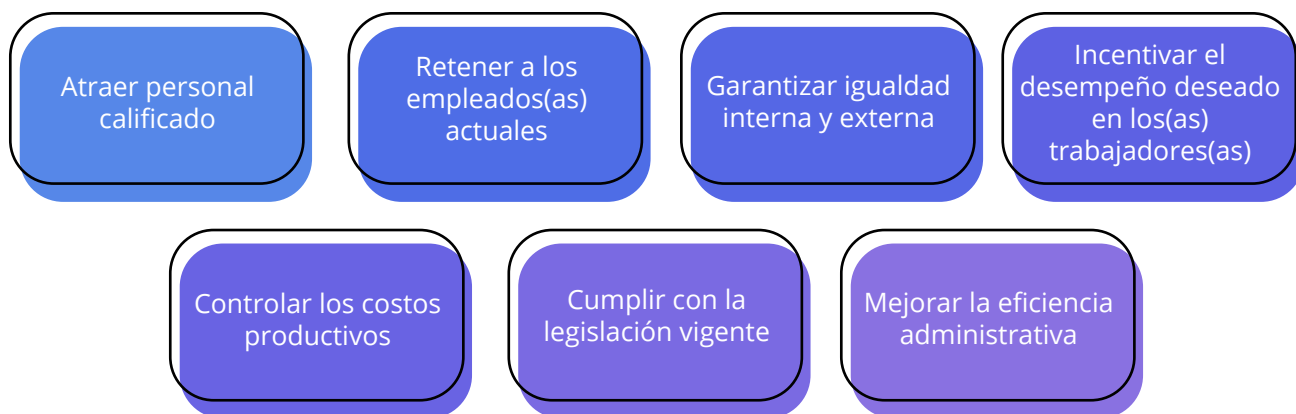 Atraer personal
calificado
Retener a los
empleados(as)
actuales
Garantizar igualdad
interna y externa
Incentivar el
desempeño deseado
en los(as)
trabajadores(as)
Controlar los costos
productivos
Cumplir con la
legislación vigente
Mejorar la eficiencia
administrativa